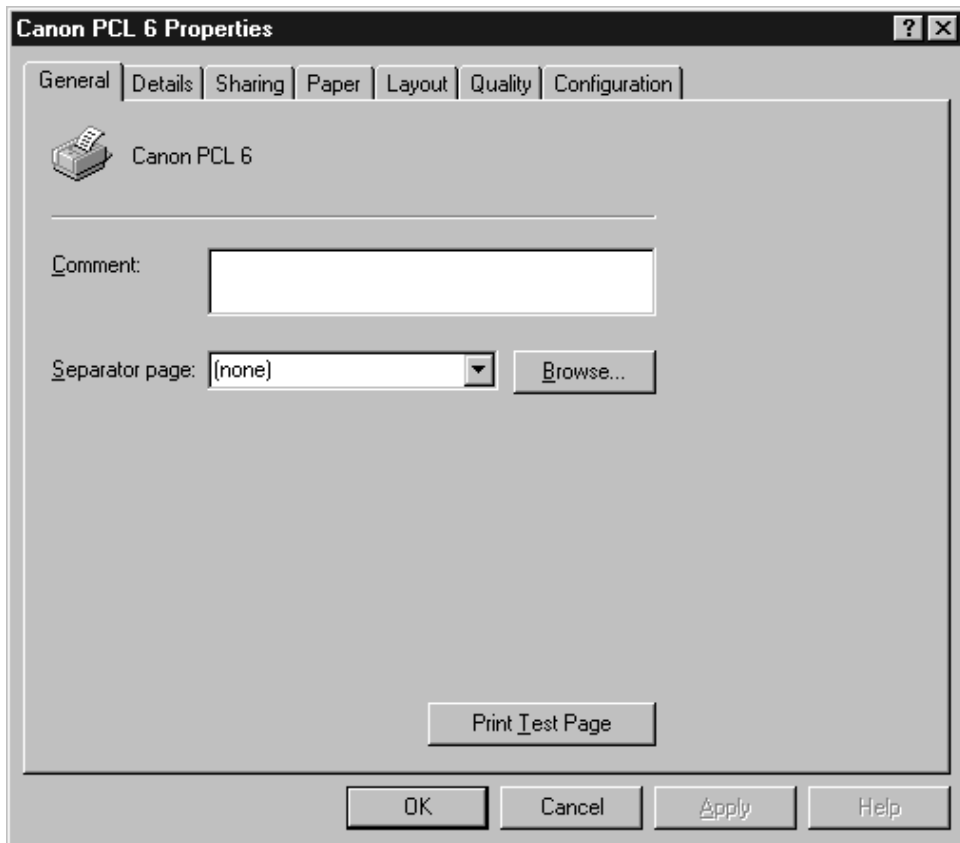 Canon PCL 6 Properties
General Details Sharing Paper Layout Quality Configuration
Canon PCL 6
Comment:
Separator page: (none) Browse...
Print Test Page
OK Cancel Apply Help